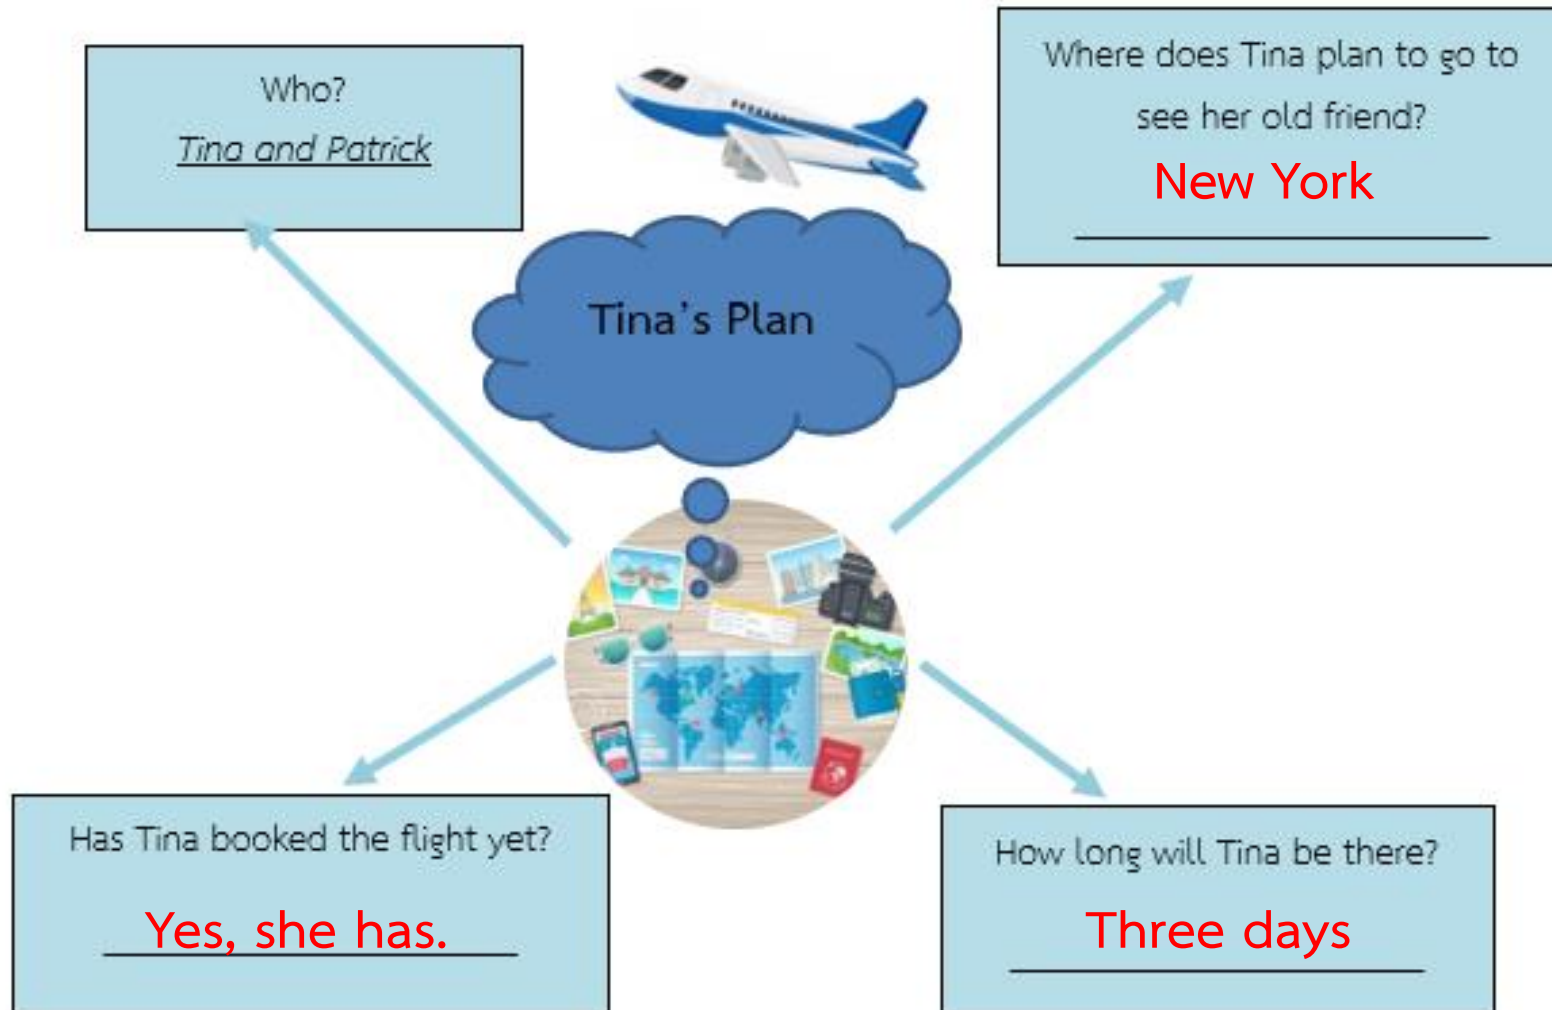 Who?
Tina and Patrick
Where does Tina plan to go to
see her old friend?
New York
Tina's Plan
Has Tina booked the flight yet?
Yes, she has.
How long will Tina be there?
Three days